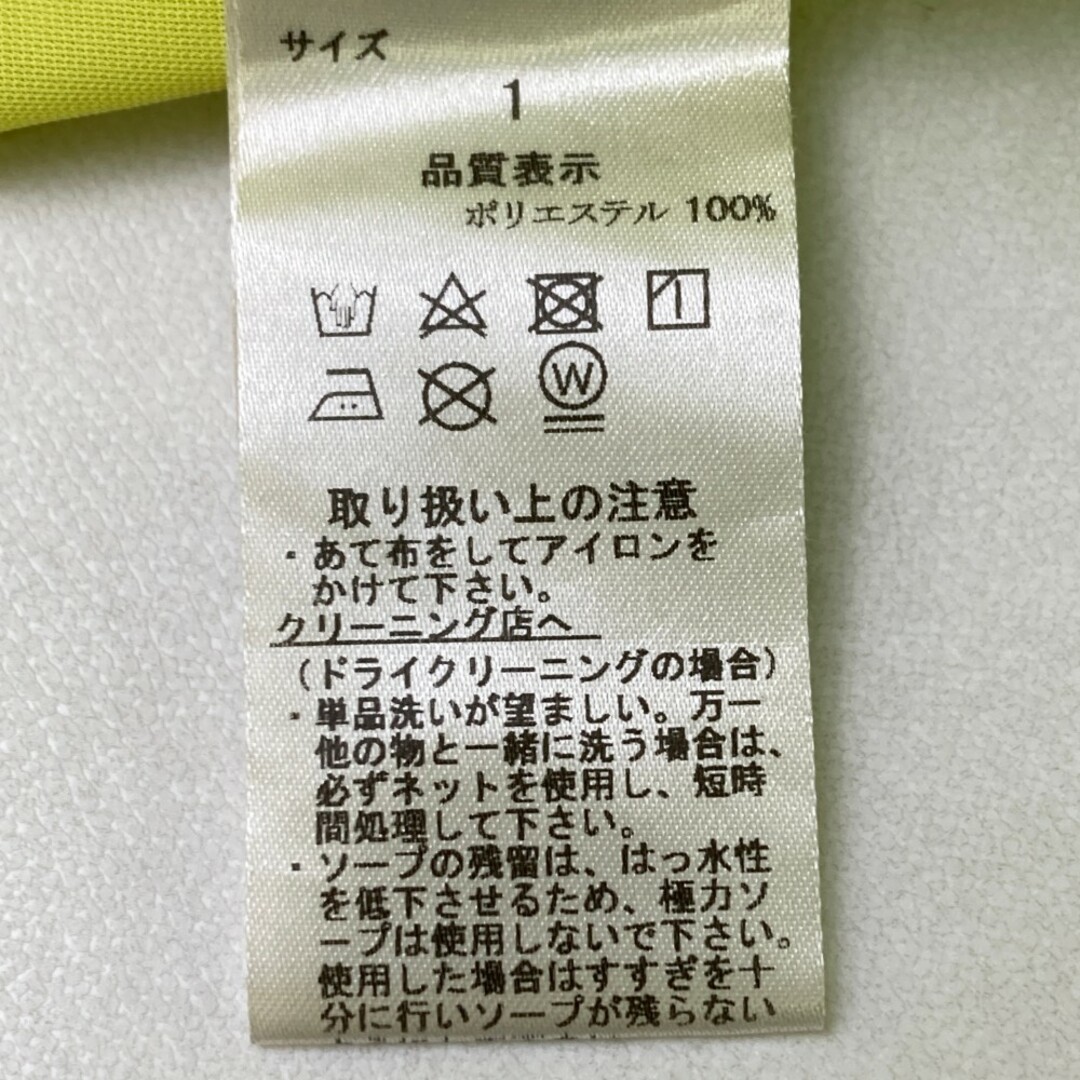 サイズ
1
品質表示
ポリエステル 100%
W
取り扱い上の注意
・あて布をしてアイロンを
かけて下さい。
クリーニング店へ
(ドライクリーニングの場合)
・単品洗いが望ましい。万一
他の物と一緒に洗う場合は、
必ずネットを使用し、短時
間処理して下さい。
・ソープの残留は、はっ水性
を低下させるため、極力ソ
ープは使用しないで下さい。
使用した場合はすすぎを十
分に行いソープが残らない